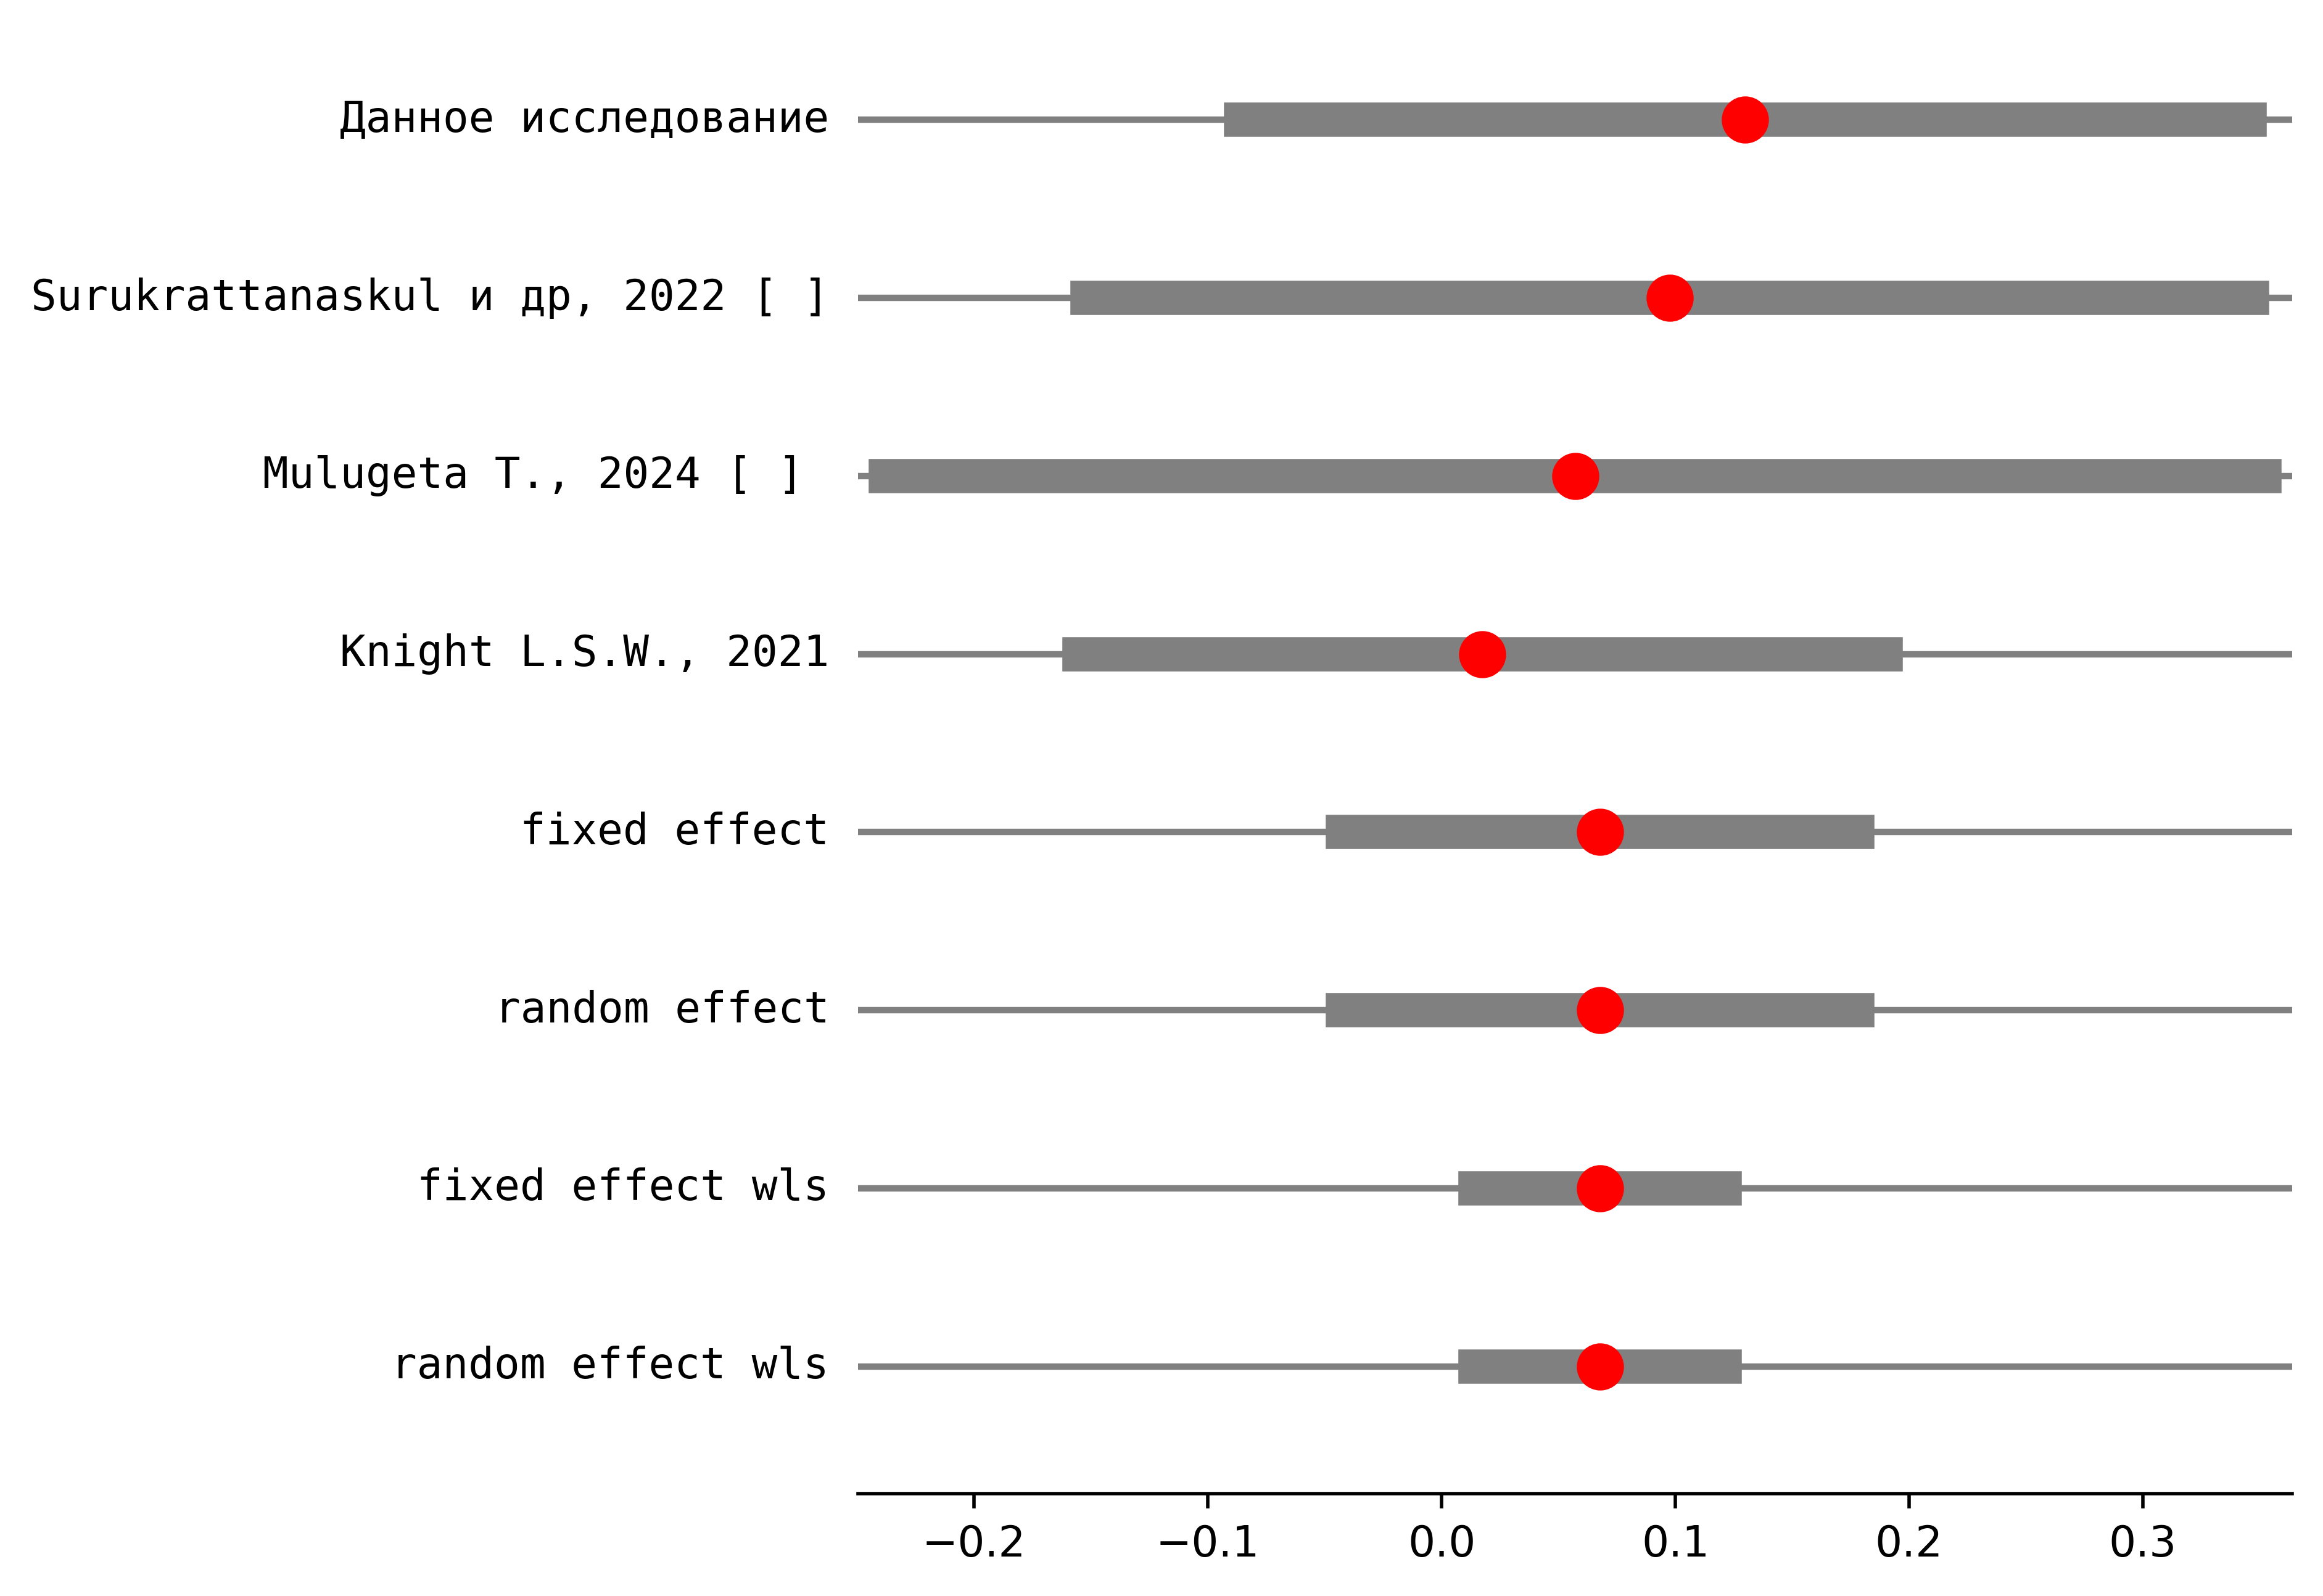 Данное исследование
Surukrattanaskul и др, 2022 [ ]
Mulugeta T., 2024 [ ]
Knight L.S.W., 2021
fixed effect
random effect
fixed effect wls
random effect wls
−0.2 −0.1 0.0 0.1 0.2 0.3